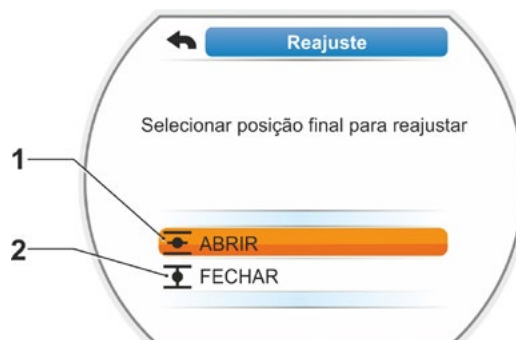 Reajuste
Selecionar posição final para reajustar
1
ABRIR
2
FECHAR